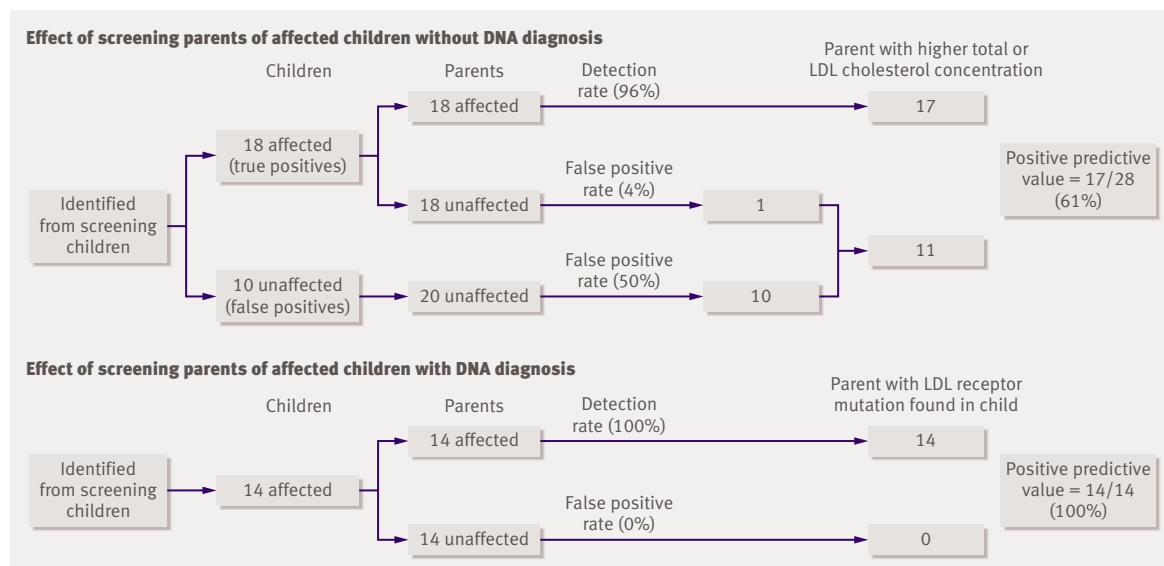 Effect of screening parents of affected children without DNA diagnosis
Children
Parents
Detection
rate (96%)
Parent with higher total or
LDL cholesterol concentration
Identified
from screening
children
18 affected
(true positives)
18 affected
17
18 unaffected
False positive
rate (4%)
1
10 unaffected
(false positives)
20 unaffected
False positive
rate (50%)
10
11
Positive predictive
value = 17/28
(61%)
Effect of screening parents of affected children with DNA diagnosis
Children
Parents
Detection
rate (100%)
Parent with LDL receptor
mutation found in child
Identified
from screening
children
14 affected
14 affected
14
14 unaffected
False positive
rate (0%)
0
Positive predictive
value = 14/14
(100%)